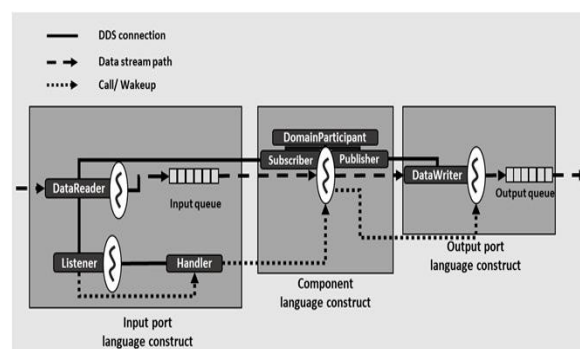 DDS connection
Data stream path
Call/ Wakeup
DomainParticipant
Subscriber
Publisher
DataReader
Input queue
DataWriter
Output queue
Listener
Handler
Output port
language construct
Component
language construct
Input port
language construct